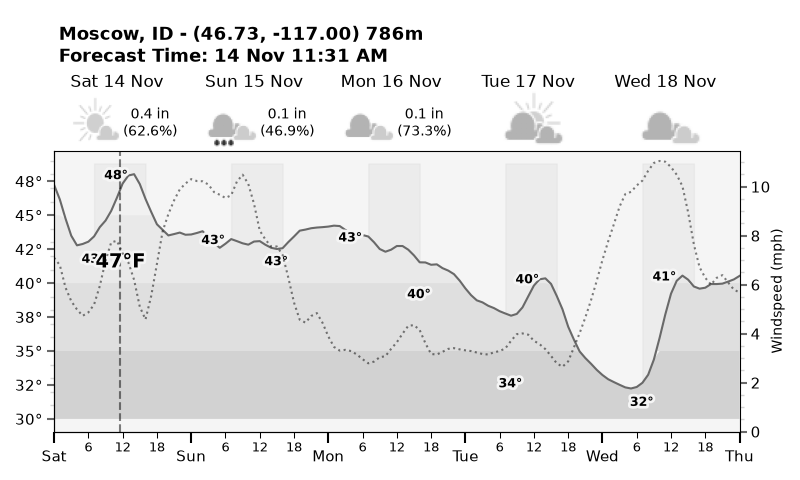 Moscow, ID - (46.73, -117.00) 786m
Forecast Time: 14 Nov 11:31 AM
Sat 14 Nov Sun 15 Nov Mon 16 Nov Tue 17 Nov Wed 18 Nov
0.4 in 0.1 in 0.1 in
(62.6%) (46.9%) (73.3%)
48° 45° 42° 40° 38° 35° 32° 30°
48° 43° 43° 43° 40° 40° 34° 41° 32°
47°F
10 8 6 4 2 0
Windspeed (mph)
6 12 18 6 12 18 6 12 18 6 12 18 6 12 18
Sat Sun Mon Tue Wed Thu